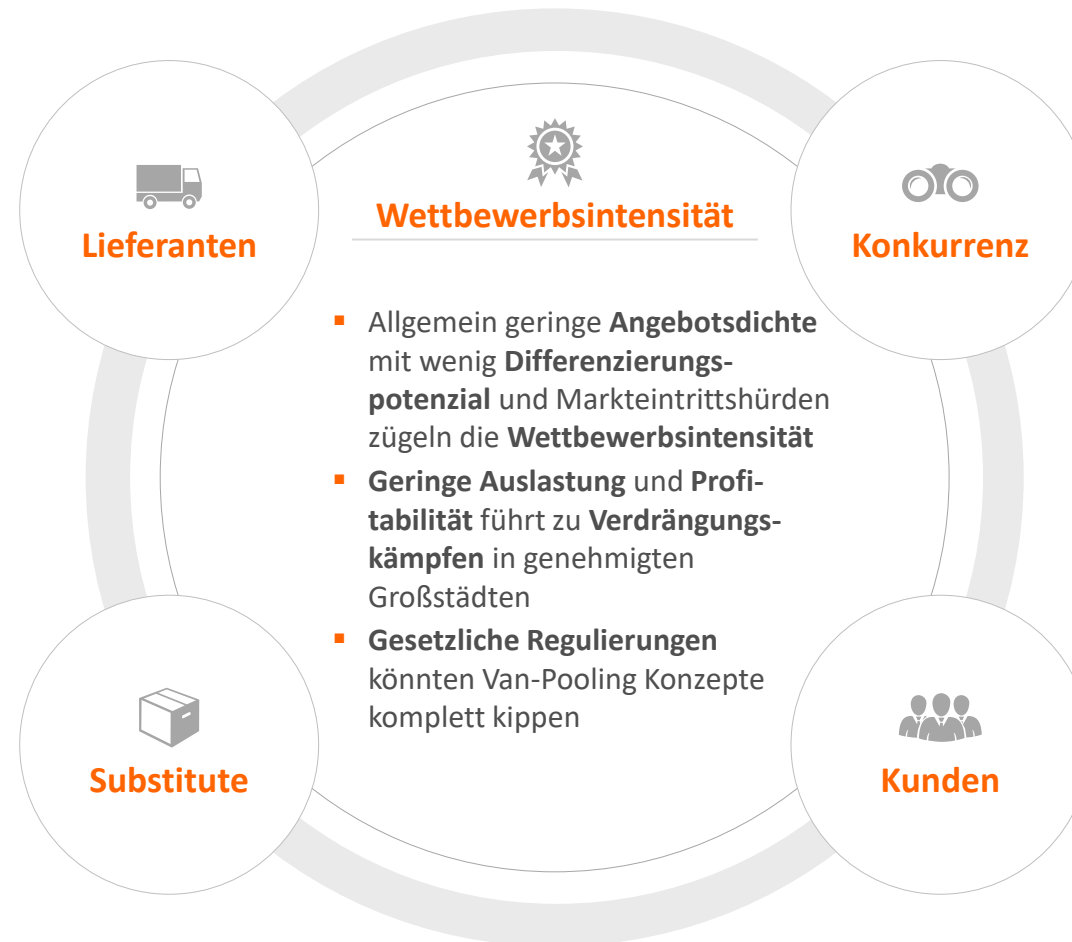 Wettbewerbsintensität
Lieferanten
Konkurrenz
▪ Allgemein geringe Angebotsdichte
mit wenig Differenzierungs-
potenzial und Markteintrittshürden
zügeln die Wettbewerbsintensität
▪ Geringe Auslastung und Profi-
tabilität führt zu Verdrängungs-
kämpfen in genehmigten
Großstädten
▪ Gesetzliche Regulierungen
könnten Van-Pooling Konzepte
komplett kippen
Substitute
Kunden